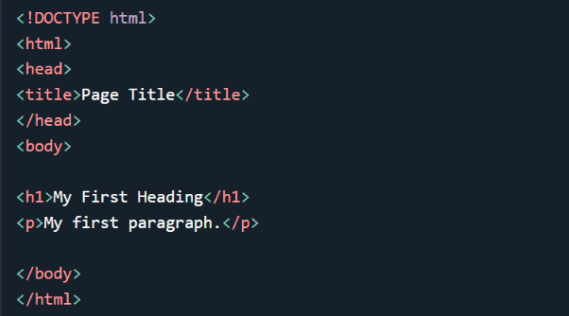 <!DOCTYPE html>
<html>
<head>
<title>Page Title</title>
</head>
<body>
<h1>My First Heading</h1>
<p>My first paragraph.</p>
</body>
</html>